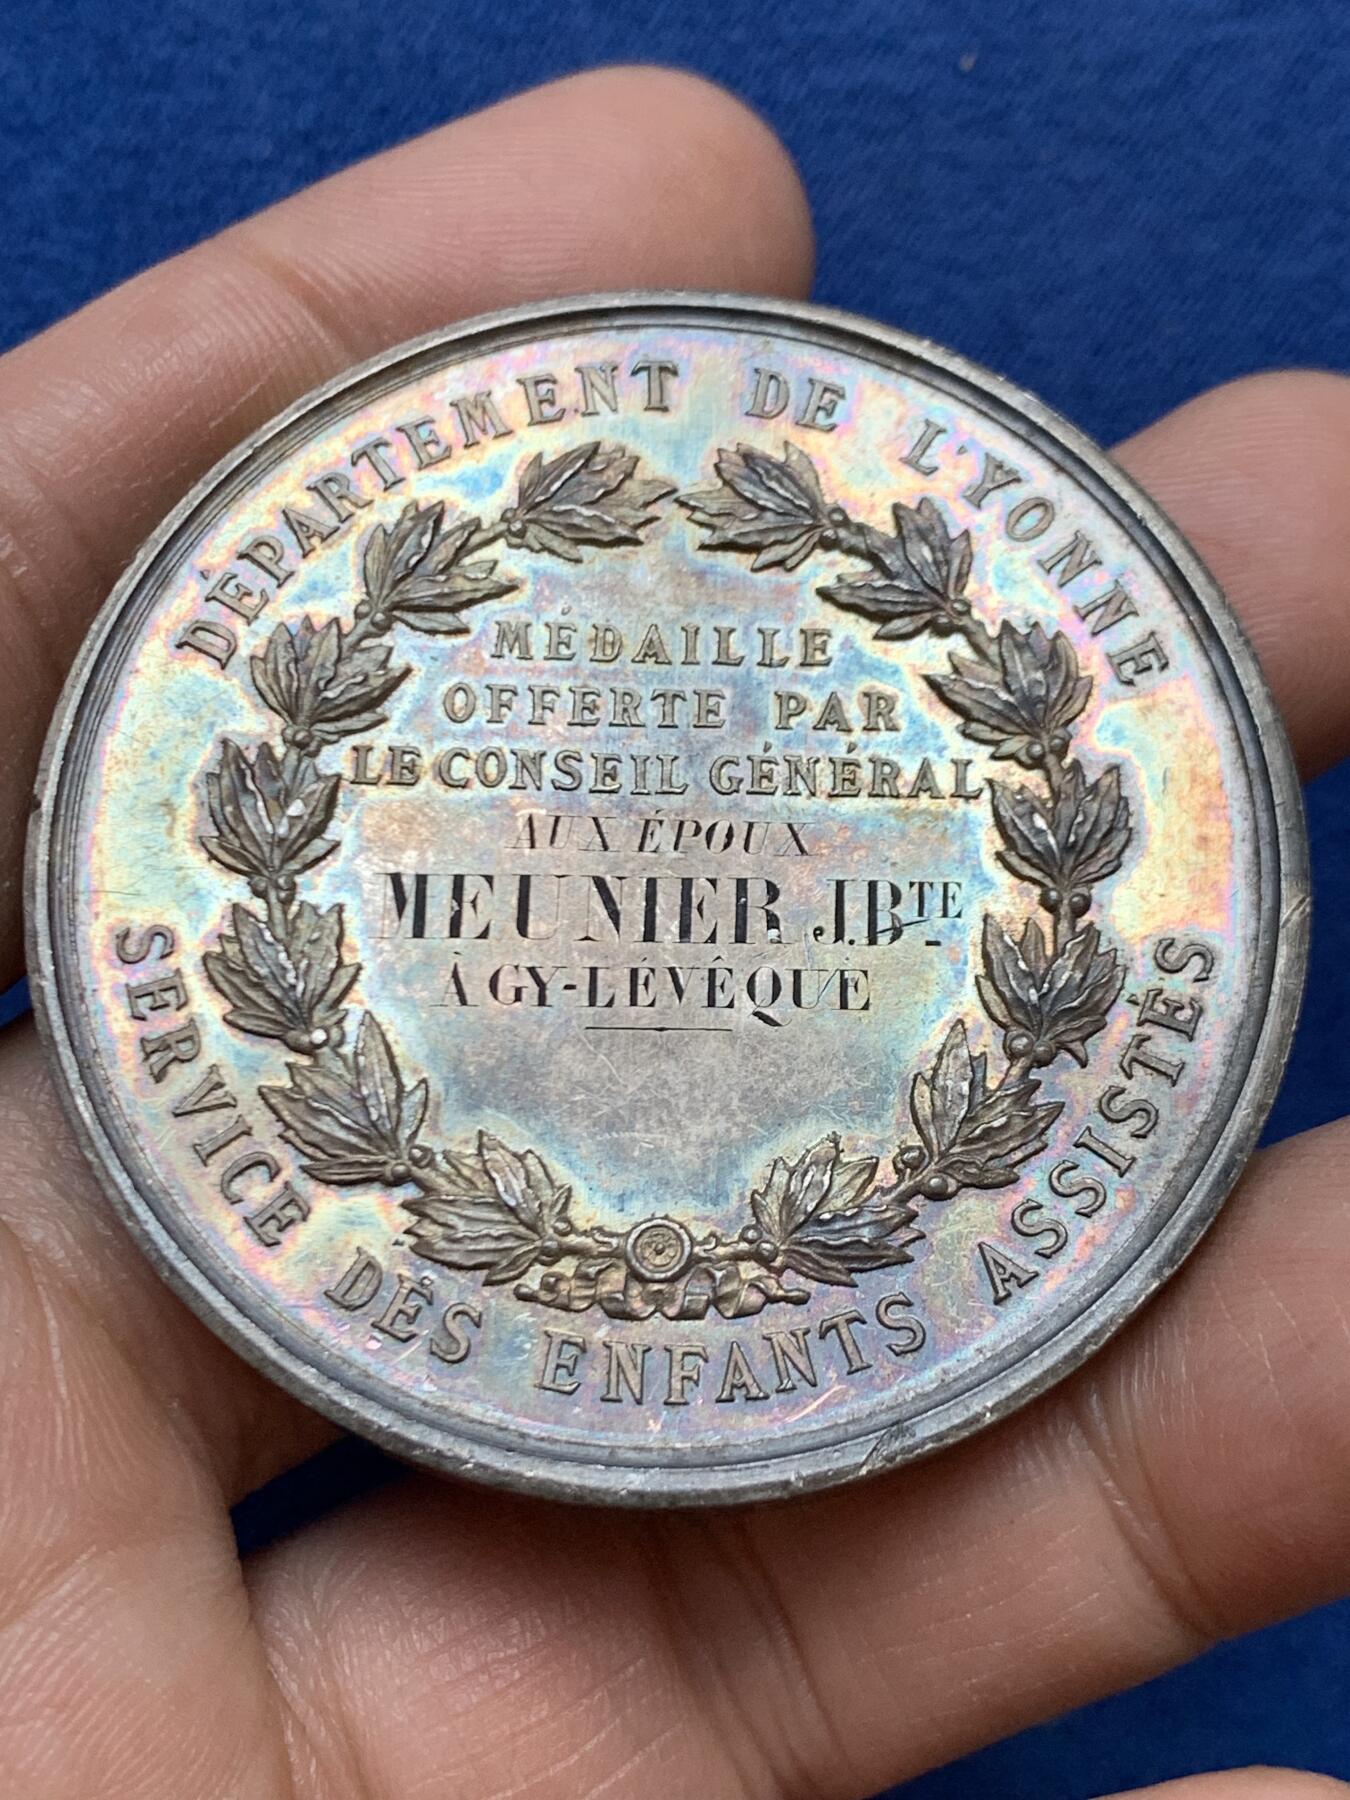 DÉPARTEMENT DE L'YONNE
MÉDAILLE
OFFERTE PAR
LE CONSEIL GÉNÉRAL
AUX ÉPOUX
MEUNIER J.BTE
À GY-LÉVÊQUE
SERVICE DES ENFANTS ASSISTÉS